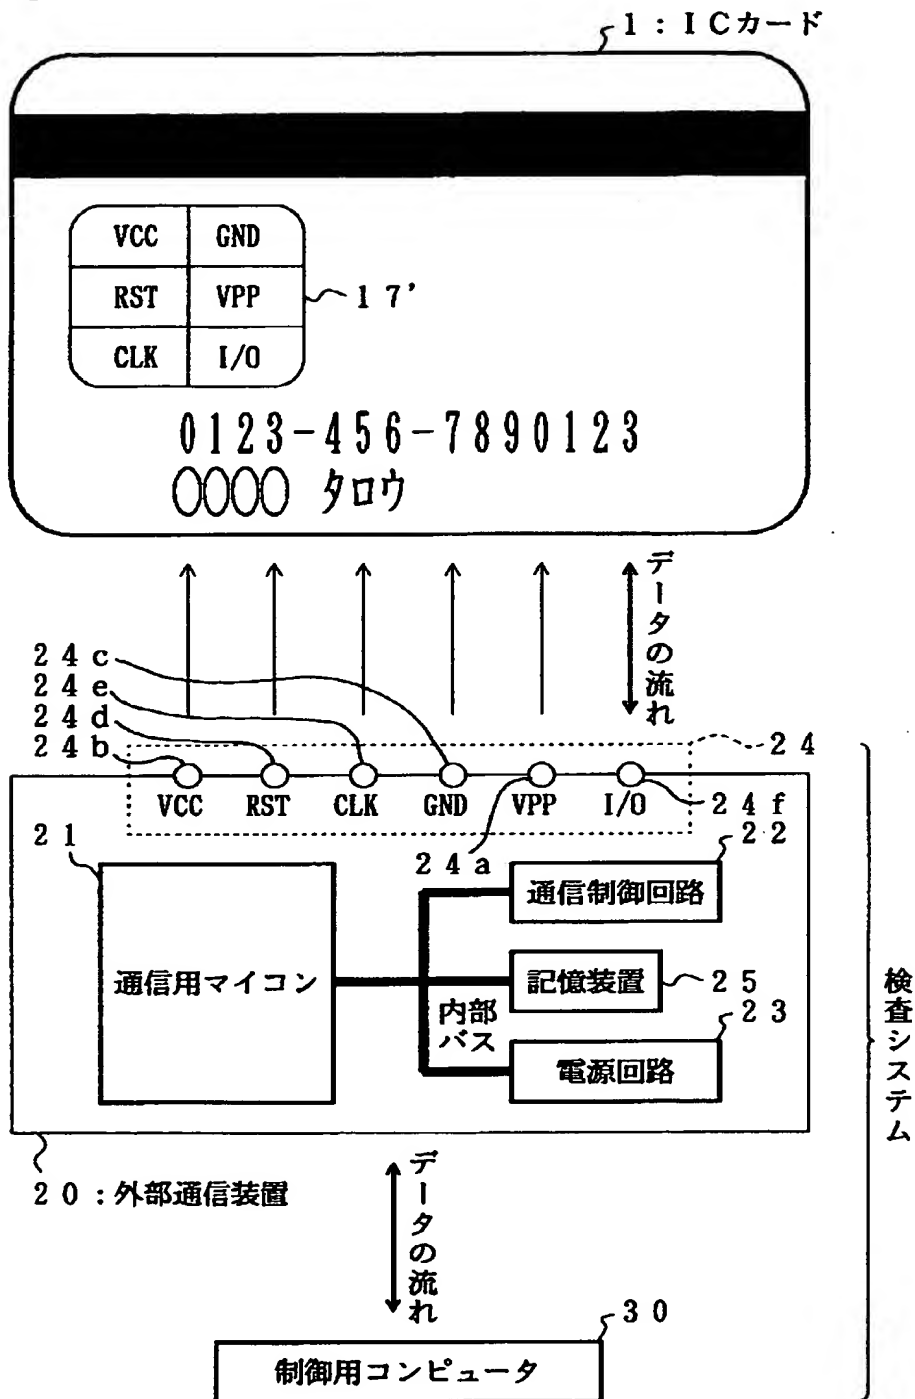 1：ICカード
VCC GND
RST VPP
CLK I/O
17'
0123-456-7890123
○○○○ タロウ
データの流れ
24c
24e
24d
24b
24
VCC RST CLK GND VPP I/O
24f
21
24a
22
通信制御回路
通信用マイコン
記憶装置
25
内部
バス
23
電源回路
検査システム
20：外部通信装置
データの流れ
30
制御用コンピュータ